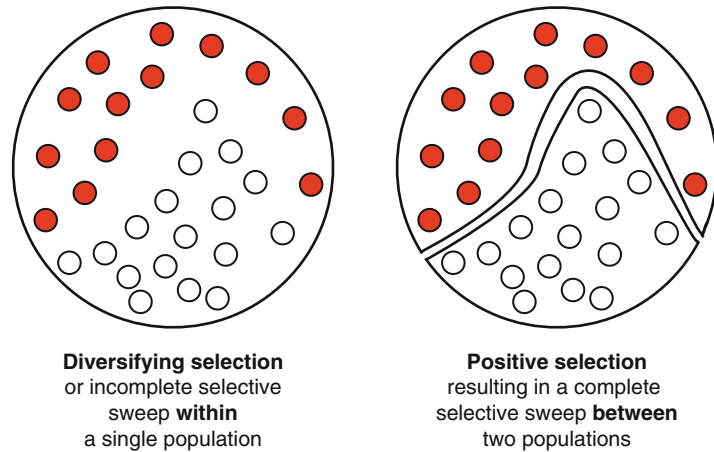 Diversifying selection
or incomplete selective
sweep within
a single population
Positive selection
resulting in a complete
selective sweep between
two populations